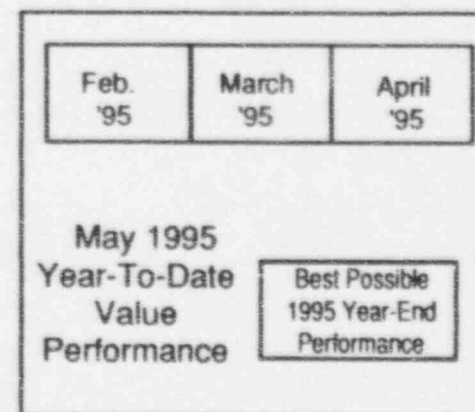 Feb. '95
March '95
April '95
May 1995
Year-To-Date
Value
Performance
Best Possible
1995 Year-End
Performance